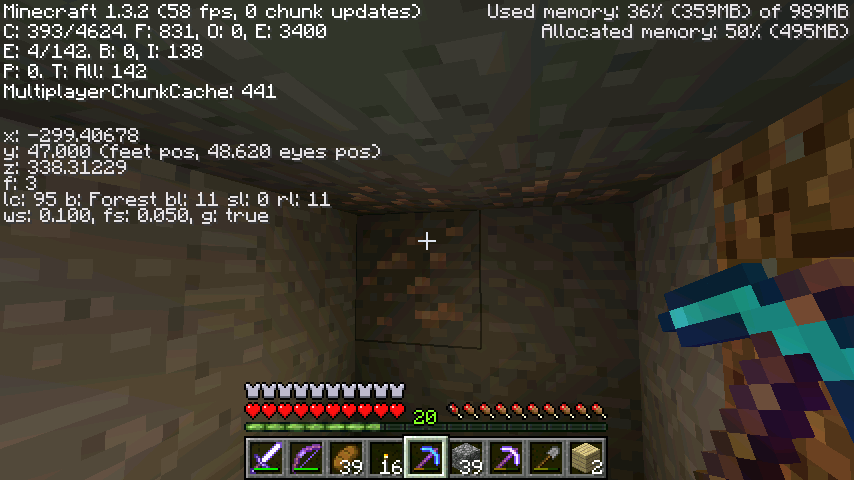 Minecraft 1.3.2 (58 fps, 0 chunk updates)
C: 393/4624. F: 831, O: 0, E: 3400
E: 4/142. B: 0, I: 138
P: 0. T: All: 142
MultiplayerChunkCache: 441
Used memory: 36% (359MB) of 989MB
Allocated memory: 50% (495MB)
x: -299.40678
y: 47.000 (feet pos, 48.620 eyes pos)
z: 338.31229
f: 3
lc: 95 b: Forest bl: 11 sl: 0 rl: 11
ws: 0.100, fs: 0.050, g: true
20
39 16 39 2